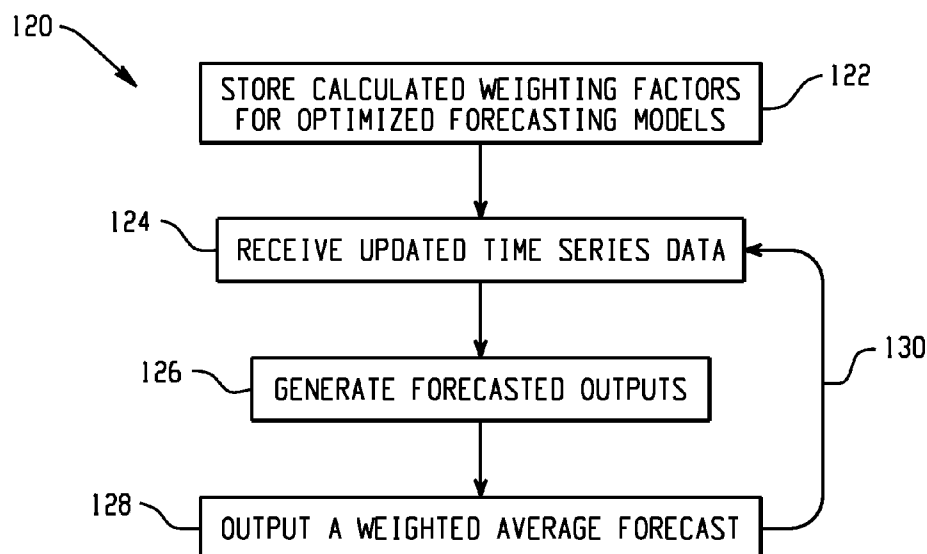 120
STORE CALCULATED WEIGHTING FACTORS
FOR OPTIMIZED FORECASTING MODELS
122
124
RECEIVE UPDATED TIME SERIES DATA
126
GENERATE FORECASTED OUTPUTS
130
128
OUTPUT A WEIGHTED AVERAGE FORECAST